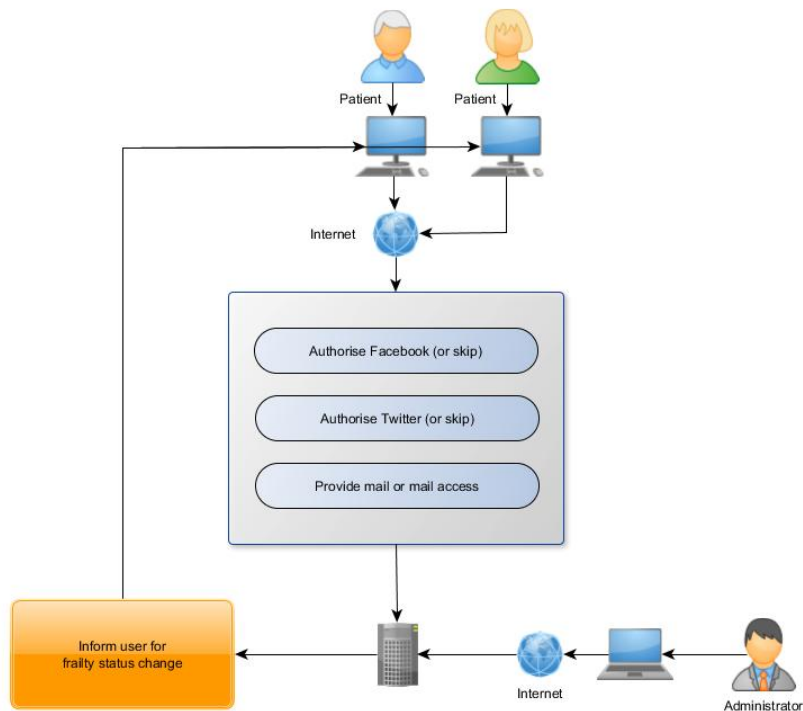 Patient
Patient
Internet
Authorise Facebook (or skip)
Authorise Twitter (or skip)
Provide mail or mail access
Inform user for
frailty status change
Internet
Administrator